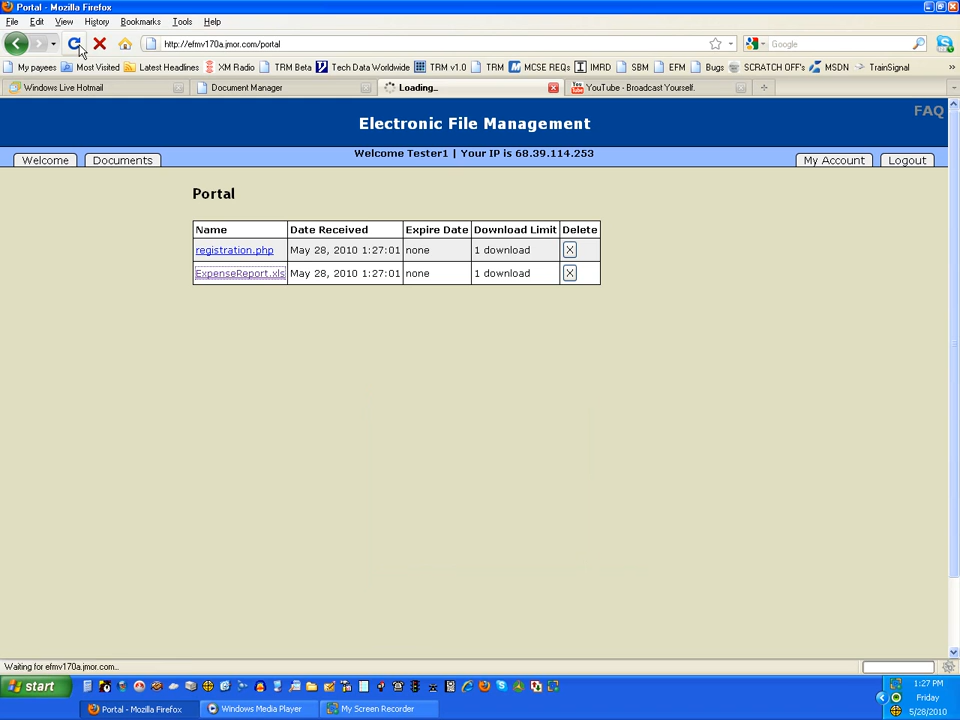 Portal - Mozilla Firefox
File Edit View History Bookmarks Tools Help
http://efmv170a.jmor.com/portal Google
My payees Most Visited Latest Headlines XM Radio TRM Beta Tech Data Worldwide TRM v1.0 TRM MCSE REQs IMRD SBM EFM Bugs SCRATCH OFF's MSDN TrainSignal »
Windows Live Hotmail Document Manager Loading... YouTube - Broadcast Yourself.
FAQ
Electronic File Management
Welcome Tester1 | Your IP is 68.39.114.253
Welcome Documents My Account Logout
Portal
Name Date Received Expire Date Download Limit Delete
registration.php May 28, 2010 1:27:01 none 1 download X
ExpenseReport.xls May 28, 2010 1:27:01 none 1 download X
Waiting for efmv170a.jmor.com...
start 1:27 PM
Friday
Portal - Mozilla Firefox Windows Media Player My Screen Recorder 5/28/2010